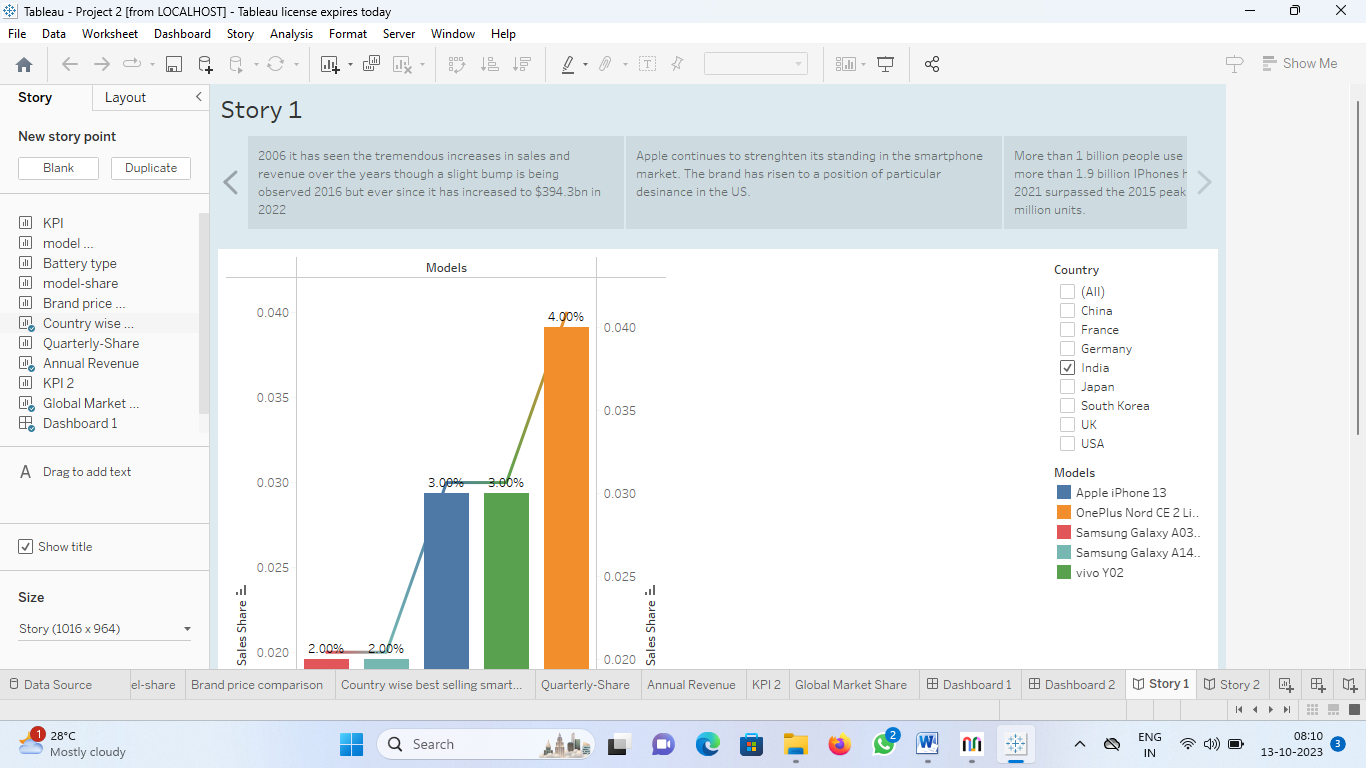 Tableau - Project 2 [from LOCALHOST] - Tableau license expires today
File Data Worksheet Dashboard Story Analysis Format Server Window Help
Show Me
Story Layout
New story point
Blank Duplicate
KPI
model ...
Battery type
model-share
Brand price ...
Country wise ...
Quarterly-Share
Annual Revenue
KPI 2
Global Market ...
Dashboard 1
A Drag to add text
Show title
Size
Story (1016 x 964)
Story 1
2006 it has seen the tremendous increases in sales and
revenue over the years though a slight bump is being
observed 2016 but ever since it has increased to $394.3bn in
2022
Apple continues to strenghten its standing in the smartphone
market. The brand has risen to a position of particular
desinance in the US.
More than 1 billion people use
more than 1.9 billion IPhones h
2021 surpassed the 2015 peak
million units.
Models
0.040
0.035
0.030
0.025
0.020
Sales Share
2.00% 2.00% 3.00% 3.00% 4.00%
0.040
0.035
0.030
0.025
0.020
Sales Share
Country
(All)
China
France
Germany
India
Japan
South Korea
UK
USA
Models
Apple iPhone 13
OnePlus Nord CE 2 Li..
Samsung Galaxy A03..
Samsung Galaxy A14..
vivo Y02
Data Source el-share Brand price comparison Country wise best selling smart... Quarterly-Share Annual Revenue KPI 2 Global Market Share Dashboard 1 Dashboard 2 Story 1 Story 2
1
28°C
Mostly cloudy
Search
2
ENG
IN
08:10
13-10-2023
3